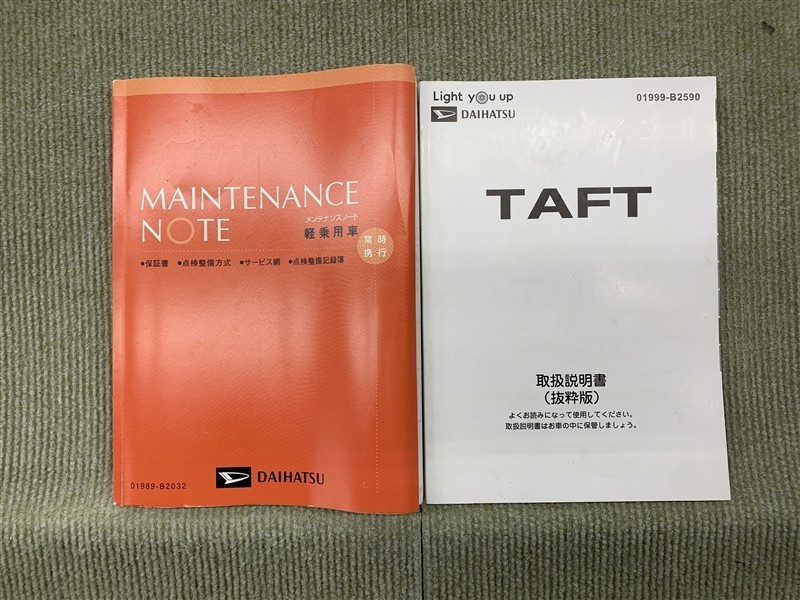 MAINTENANCE
NOTE
メンテナンスノート
軽乗用車
常時
携行
●保証書 ●点検整備方式 ●サービス網 ●点検整備記録簿
DAIHATSU
01989-B2032
Light you up
DAIHATSU
01999-B2590
TAFT
取扱説明書
(抜粋版)
よくお読みになって使用してください。
取扱説明書はお車の中に保管しましょう。